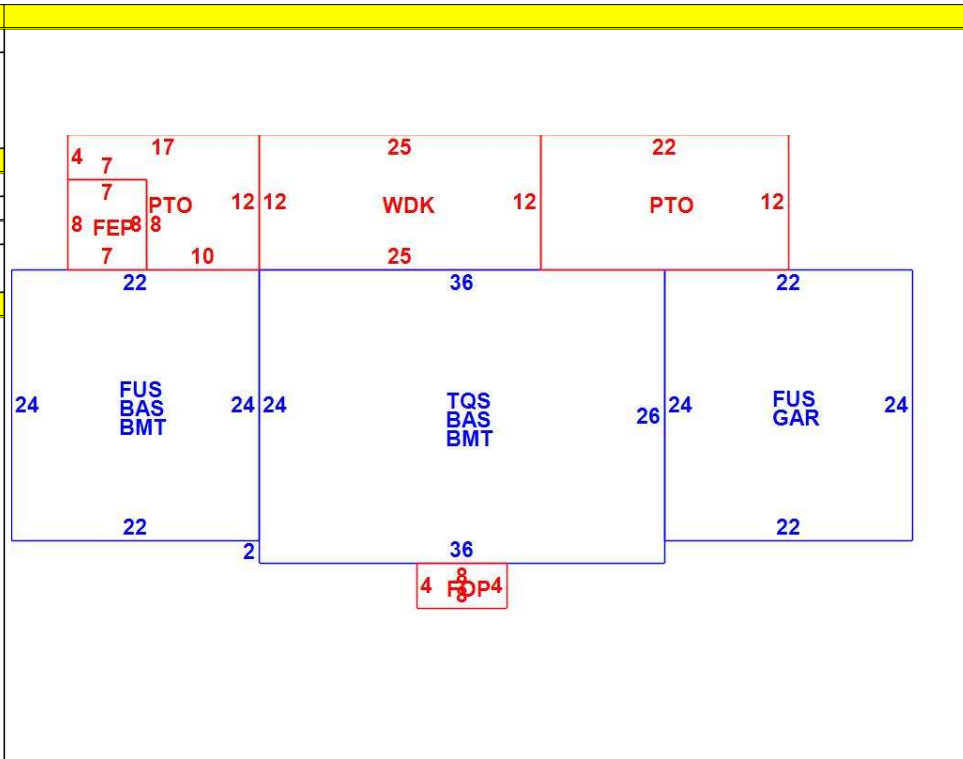 17 25 22
4 7
7
PTO 12 12 WDK 12 PTO 12
8 FEP 8 8
7 10 25
22 36 22
24 FUS 24 24 TQS 26 24 FUS 24
BAS BAS GAR
BMT BMT
22 22
2 36
8
4 FOP 4
8